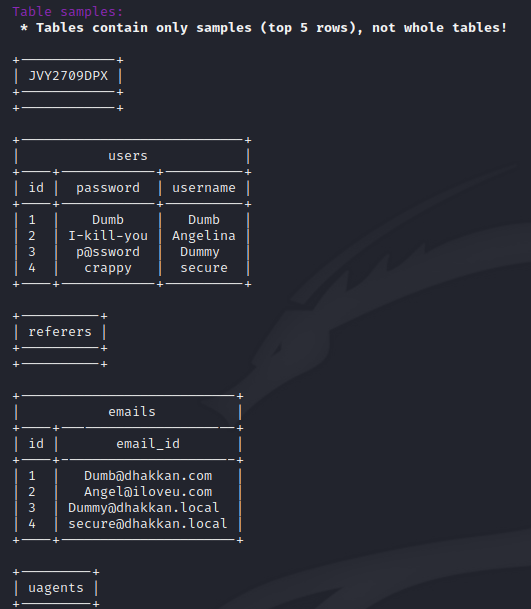 Table samples:
* Tables contain only samples (top 5 rows), not whole tables!
JVY2709DPX
users
id | password | username
1 | Dumb | Dumb
2 | I-kill-you | Angelina
3 | p@ssword | Dummy
4 | crappy | secure
referers
emails
id | email_id
1 | Dumb@dhakkan.com
2 | Angel@iloveu.com
3 | Dummy@dhakkan.local
4 | secure@dhakkan.local
uagents